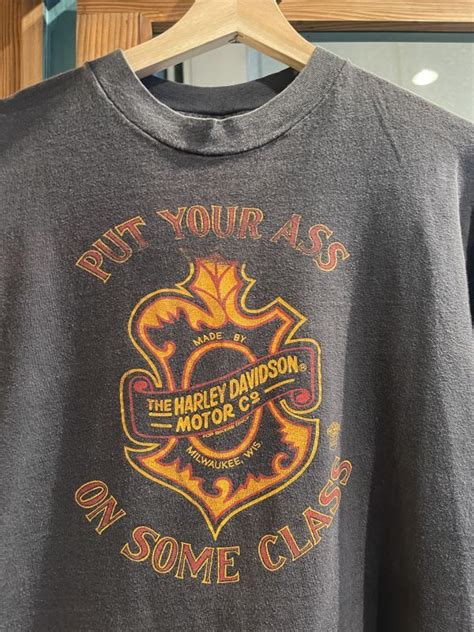 PUT YOUR ASS
MADE BY
THE HARLEY DAVIDSON®
MOTOR CO
MILWAUKEE, WIS.
ON SOME CLASS